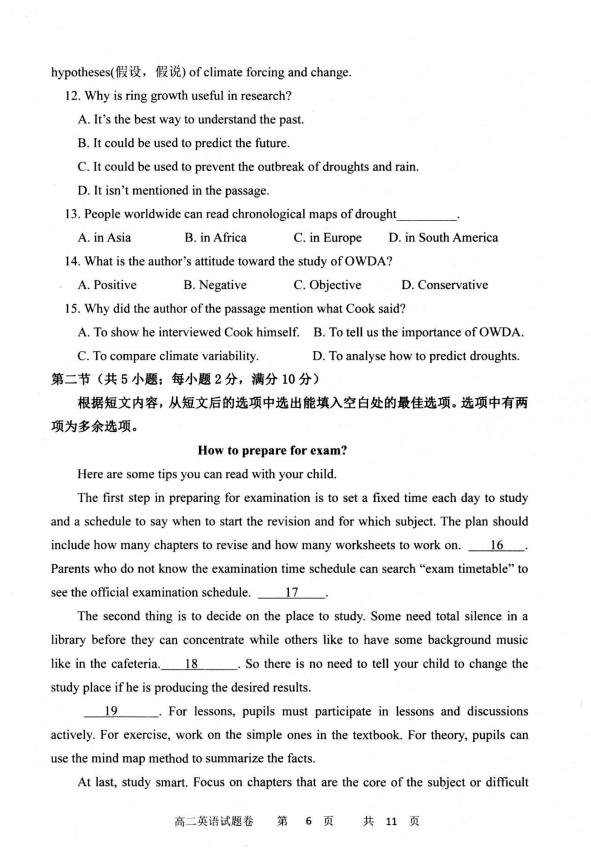 hypotheses(假设，假说) of climate forcing and change.
12. Why is ring growth useful in research?
A. It's the best way to understand the past.
B. It could be used to predict the future.
C. It could be used to prevent the outbreak of droughts and rain.
D. It isn't mentioned in the passage.
13. People worldwide can read chronological maps of drought_________.
A. in Asia B. in Africa C. in Europe D. in South America
14. What is the author's attitude toward the study of OWDA?
A. Positive B. Negative C. Objective D. Conservative
15. Why did the author of the passage mention what Cook said?
A. To show he interviewed Cook himself. B. To tell us the importance of OWDA.
C. To compare climate variability. D. To analyse how to predict droughts.
第二节（共 5 小题；每小题 2 分，满分 10 分）
根据短文内容，从短文后的选项中选出能填入空白处的最佳选项。选项中有两
项为多余选项。
How to prepare for exam?
Here are some tips you can read with your child.
The first step in preparing for examination is to set a fixed time each day to study
and a schedule to say when to start the revision and for which subject. The plan should
include how many chapters to revise and how many worksheets to work on. ___16___.
Parents who do not know the examination time schedule can search “exam timetable” to
see the official examination schedule. ____17____.
The second thing is to decide on the place to study. Some need total silence in a
library before they can concentrate while others like to have some background music
like in the cafeteria.___18_____. So there is no need to tell your child to change the
study place if he is producing the desired results.
___19______. For lessons, pupils must participate in lessons and discussions
actively. For exercise, work on the simple ones in the textbook. For theory, pupils can
use the mind map method to summarize the facts.
At last, study smart. Focus on chapters that are the core of the subject or difficult
高二英语试题卷 第 6 页 共 11 页